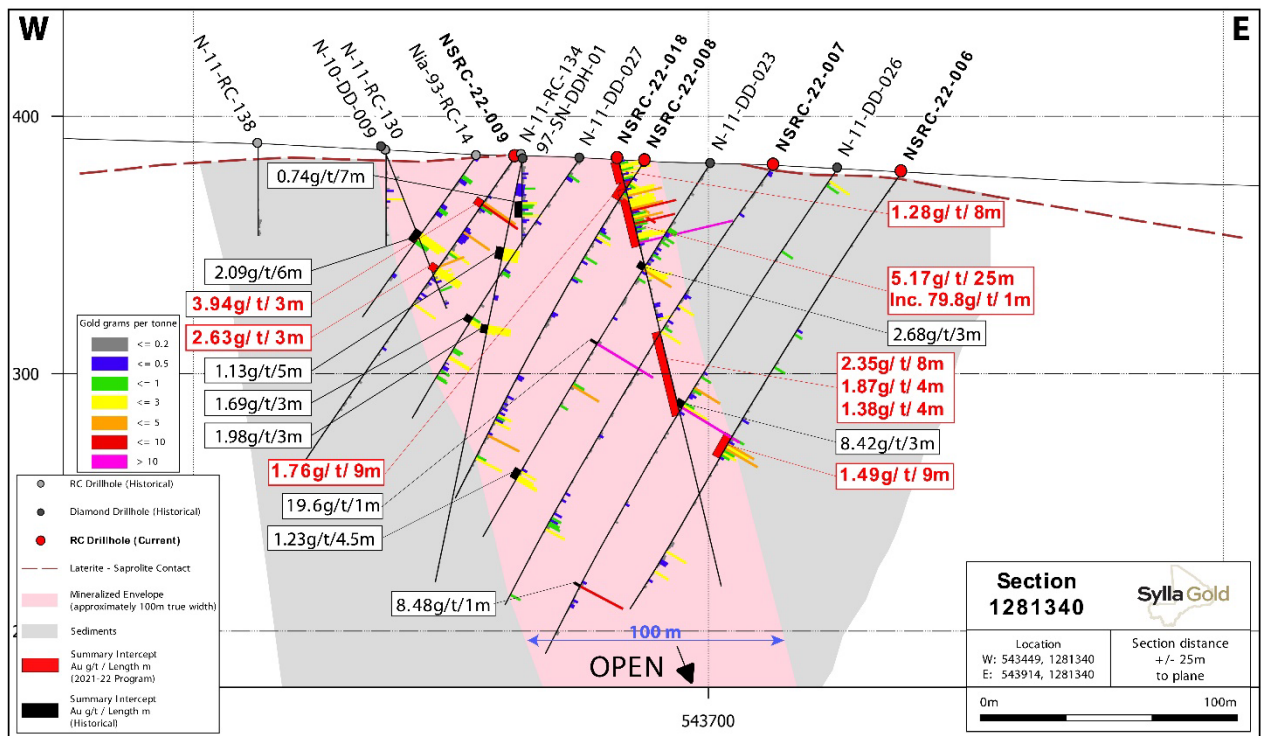 W
E
N-11-RC-138
N-10-DD-009
N-11-RC-130
Nia-93-RC-14
NSRC-22-009
N-11-RC-134
97-SN-DDH-01
N-11-DD-027
NSRC-22-018
NSRC-22-008
N-11-DD-023
NSRC-22-007
N-11-DD-026
NSRC-22-006
400
300
0.74g/t/7m
2.09g/t/6m
3.94g/ t/ 3m
2.63g/ t/ 3m
1.13g/t/5m
1.69g/t/3m
1.98g/t/3m
1.76g/ t/ 9m
19.6g/t/1m
1.23g/t/4.5m
8.48g/t/1m
1.28g/ t/ 8m
5.17g/ t/ 25m
Inc. 79.8g/ t/ 1m
2.68g/t/3m
2.35g/ t/ 8m
1.87g/ t/ 4m
1.38g/ t/ 4m
8.42g/t/3m
1.49g/ t/ 9m
Gold grams per tonne
<= 0.2
<= 0.5
<= 1
<= 3
<= 5
<= 10
> 10
RC Drillhole (Historical)
Diamond Drillhole (Historical)
RC Drillhole (Current)
Laterite - Saprolite Contact
Mineralized Envelope
(approximately 100m true width)
Sediments
Summary Intercept
Au g/t / Length m
(2021-22 Program)
Summary Intercept
Au g/t / Length m
(Historical)
100 m
OPEN
543700
Section
1281340
Sylla Gold
Location
W: 543449, 1281340
E: 543914, 1281340
Section distance
+/- 25m
to plane
0m
100m